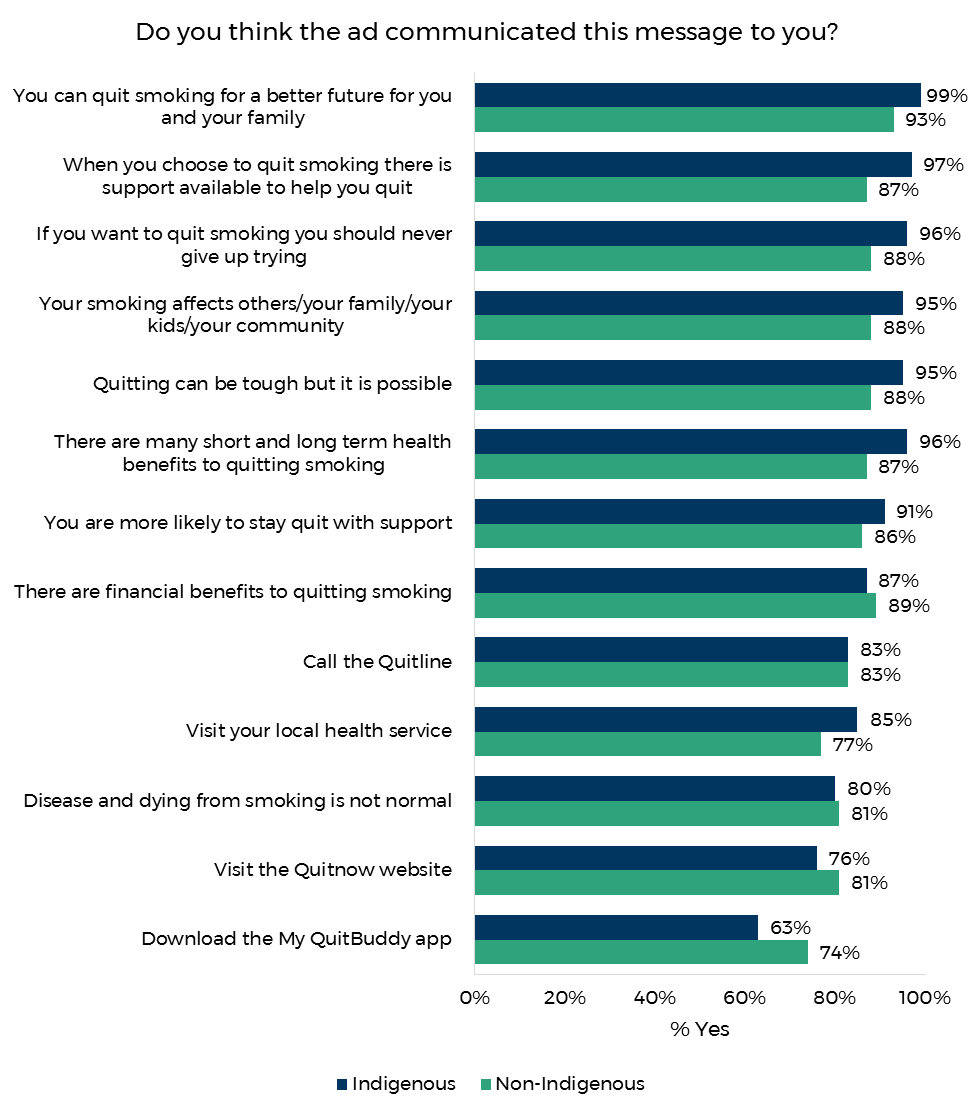 Do you think the ad communicated this message to you?
You can quit smoking for a better future for you
and your family
99%
93%
When you choose to quit smoking there is
support available to help you quit
97%
87%
If you want to quit smoking you should never
give up trying
96%
88%
Your smoking affects others/your family/your
kids/your community
95%
88%
Quitting can be tough but it is possible
95%
88%
There are many short and long term health
benefits to quitting smoking
96%
87%
You are more likely to stay quit with support
91%
86%
There are financial benefits to quitting smoking
87%
89%
Call the Quitline
83%
83%
Visit your local health service
85%
77%
Disease and dying from smoking is not normal
80%
81%
Visit the Quitnow website
76%
81%
Download the My QuitBuddy app
63%
74%
0% 20% 40% 60% 80% 100%
% Yes
Indigenous Non-Indigenous